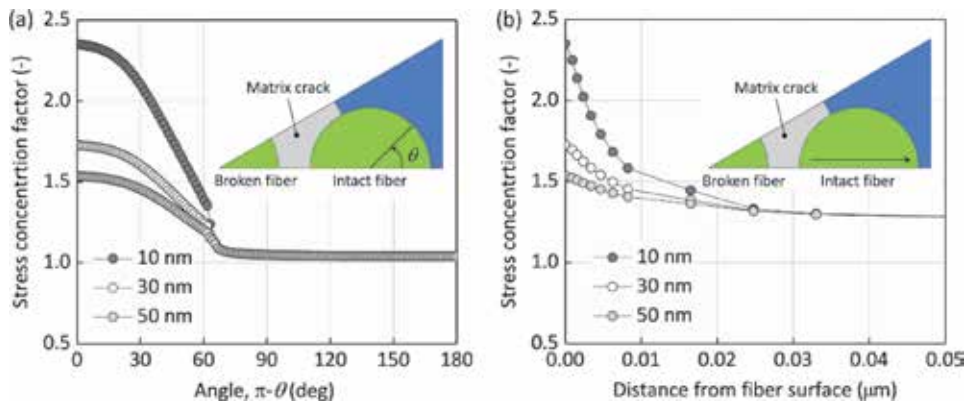 (a)
Stress concentrtion factor (-)
2.5
2.0
1.5
1.0
0.5
0
30
60
90
120
150
180
Angle, π-θ (deg)
Matrix crack
θ
Broken fiber
Intact fiber
10 nm
30 nm
50 nm
(b)
Stress concentrtion factor (-)
2.5
2.0
1.5
1.0
0.5
0.00
0.01
0.02
0.03
0.04
0.05
Distance from fiber surface (μm)
Matrix crack
Broken fiber
Intact fiber
10 nm
30 nm
50 nm